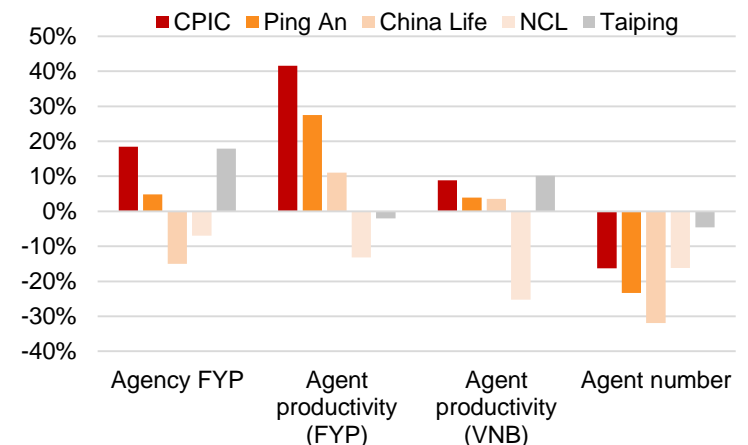 CPIC Ping An China Life NCL Taiping
50%
40%
30%
20%
10%
0%
-10%
-20%
-30%
-40%
Agency FYP
Agent
productivity
(FYP)
Agent
productivity
(VNB)
Agent number